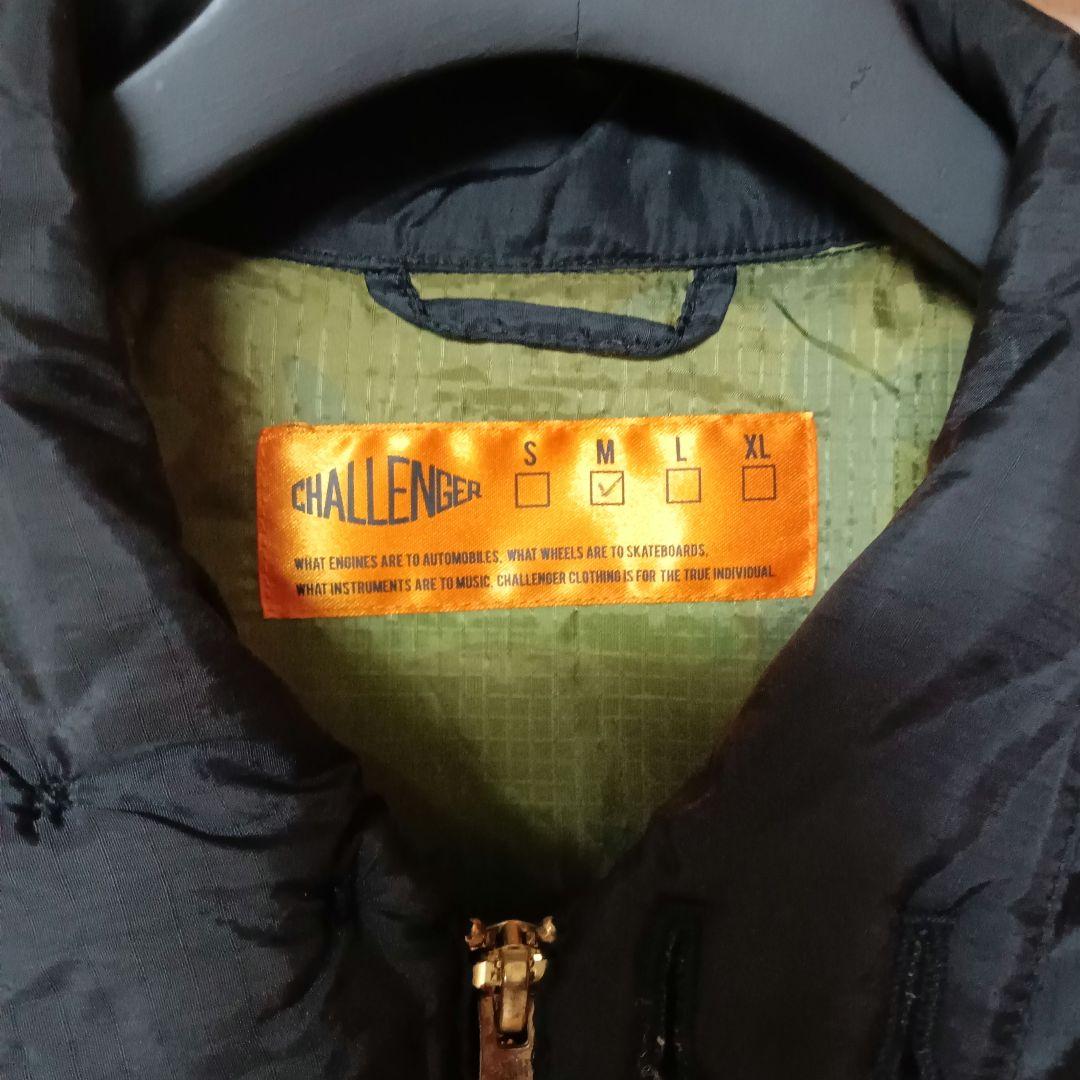 CHALLENGER
S M L XL
WHAT ENGINES ARE TO AUTOMOBILES, WHAT WHEELS ARE TO SKATEBOARDS,
WHAT INSTRUMENTS ARE TO MUSIC, CHALLENGER CLOTHING IS FOR THE TRUE INDIVIDUAL